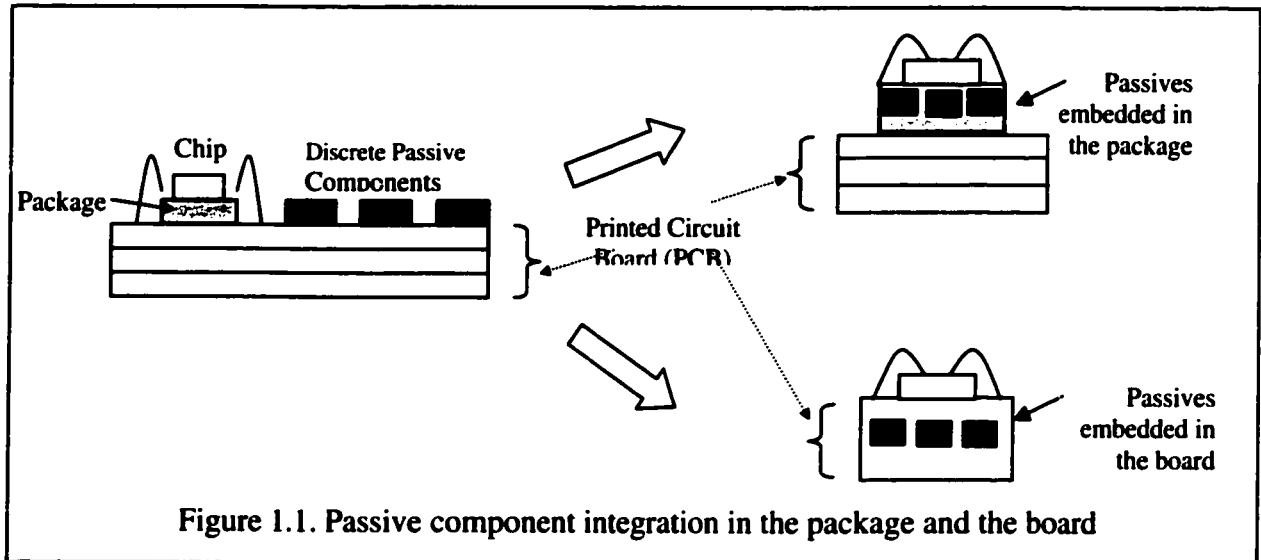 Chip
Discrete Passive
Components
Package
Printed Circuit
Board (PCB)
Passives
embedded in
the package
Passives
embedded in
the board
Figure 1.1. Passive component integration in the package and the board